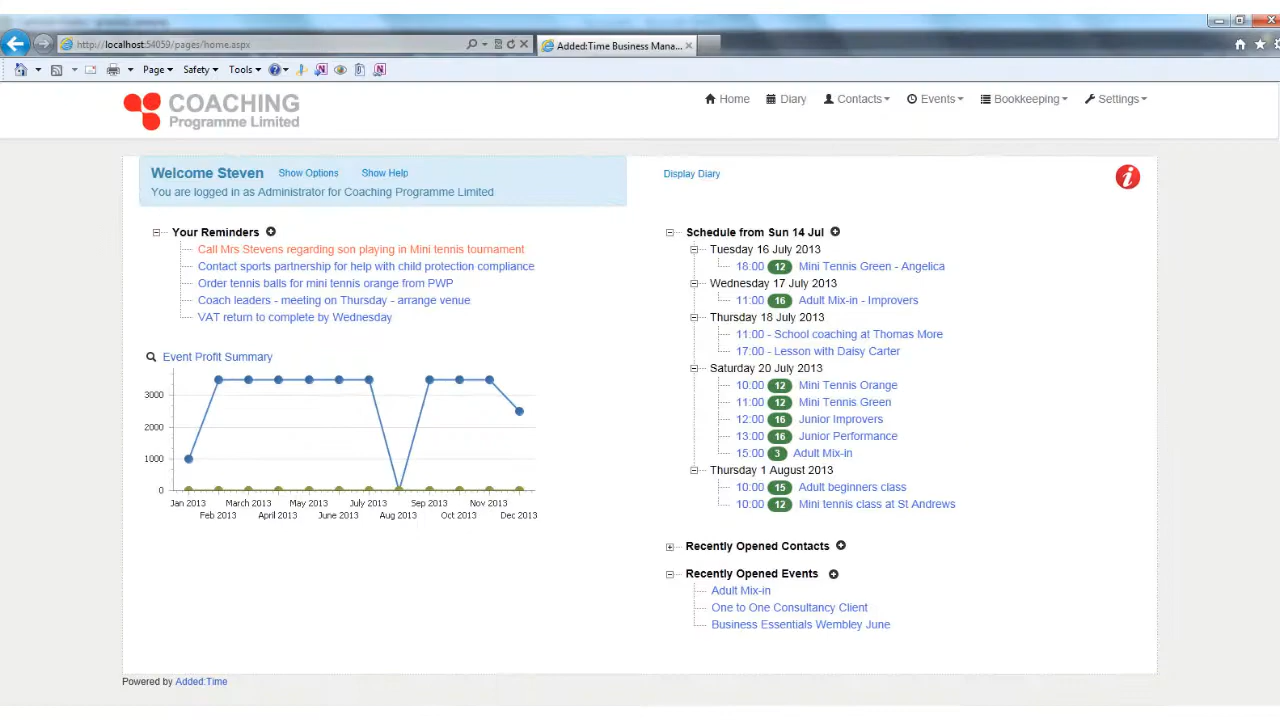 http://localhost:54059/pages/home.aspx
Added:Time Business Mana...
Page Safety Tools
COACHING
Programme Limited
Home Diary Contacts Events Bookkeeping Settings
Welcome Steven Show Options Show Help
You are logged in as Administrator for Coaching Programme Limited
Display Diary
Your Reminders
Call Mrs Stevens regarding son playing in Mini tennis tournament
Contact sports partnership for help with child protection compliance
Order tennis balls for mini tennis orange from PWP
Coach leaders - meeting on Thursday - arrange venue
VAT return to complete by Wednesday
Event Profit Summary
3000
2000
1000
0
Jan 2013 March 2013 May 2013 July 2013 Sep 2013 Nov 2013
Feb 2013 April 2013 June 2013 Aug 2013 Oct 2013 Dec 2013
Schedule from Sun 14 Jul
Tuesday 16 July 2013
18:00 12 Mini Tennis Green - Angelica
Wednesday 17 July 2013
11:00 16 Adult Mix-in - Improvers
Thursday 18 July 2013
11:00 - School coaching at Thomas More
17:00 - Lesson with Daisy Carter
Saturday 20 July 2013
10:00 12 Mini Tennis Orange
11:00 12 Mini Tennis Green
12:00 16 Junior Improvers
13:00 16 Junior Performance
15:00 3 Adult Mix-in
Thursday 1 August 2013
10:00 15 Adult beginners class
10:00 12 Mini tennis class at St Andrews
Recently Opened Contacts
Recently Opened Events
Adult Mix-in
One to One Consultancy Client
Business Essentials Wembley June
Powered by Added:Time